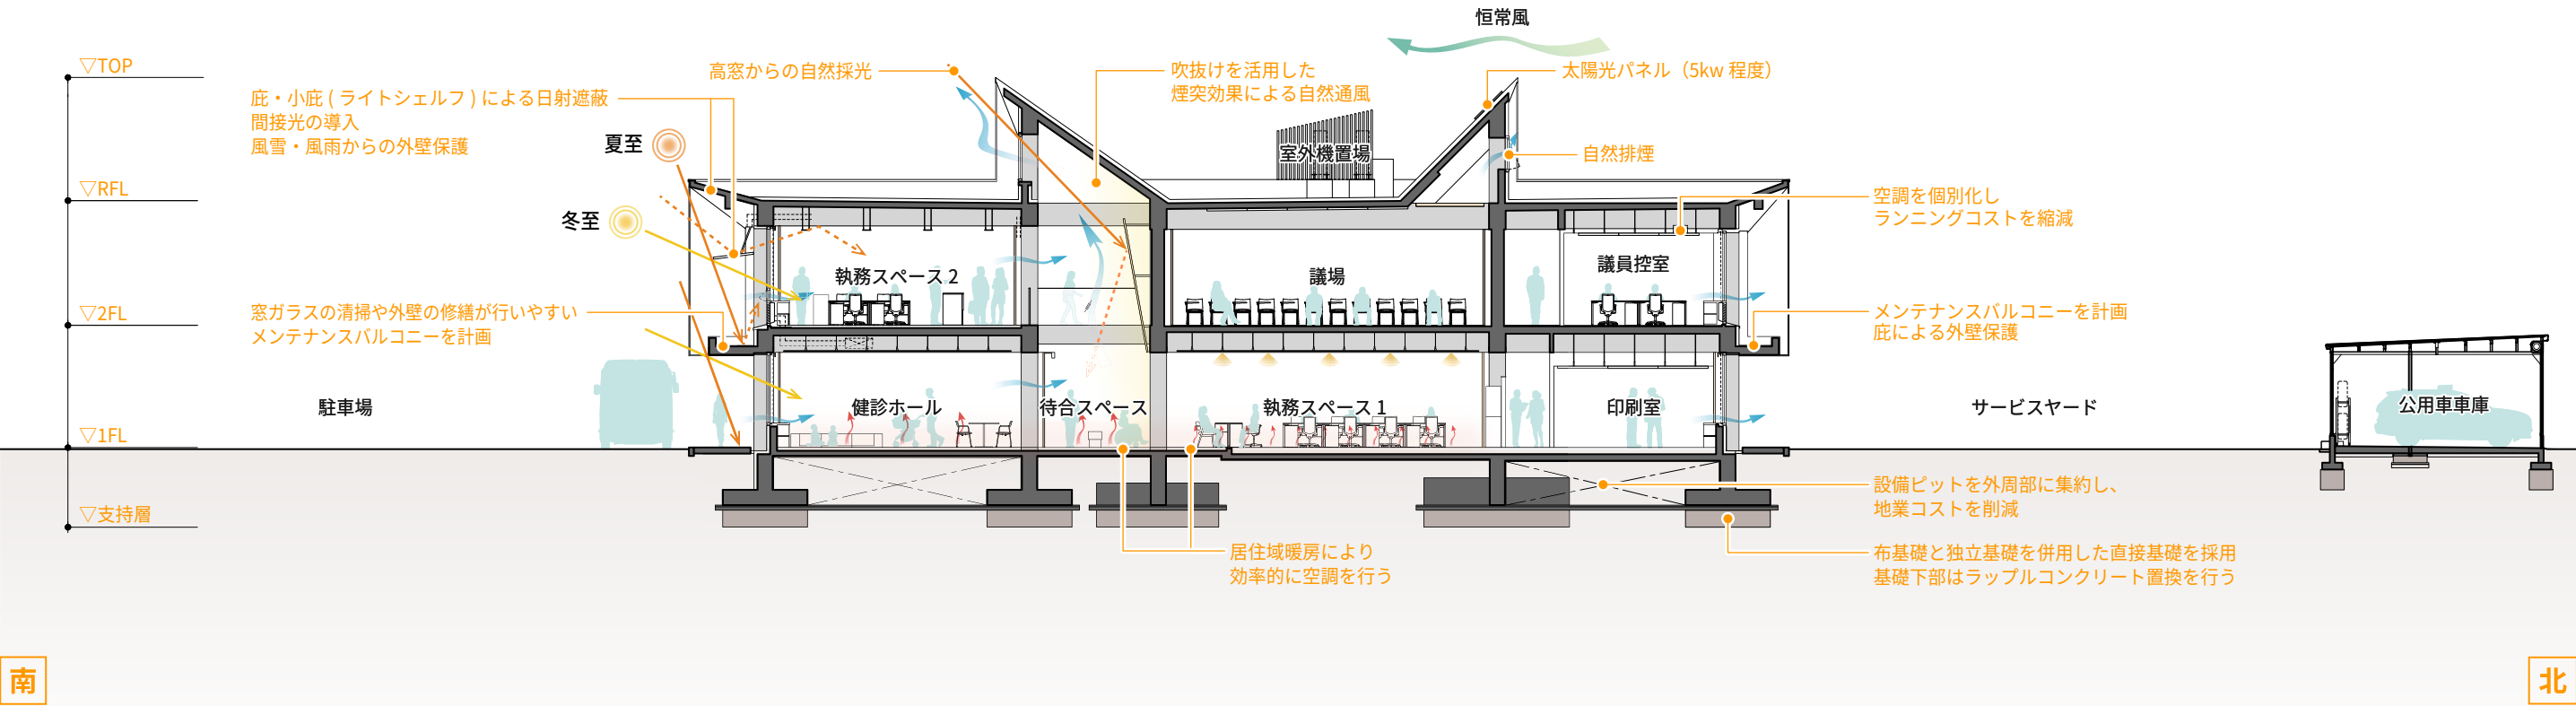 恒常風
▽TOP
高窓からの自然採光
吹抜けを活用した
煙突効果による自然通風
太陽光パネル（5kw 程度）
庇・小庇 ( ライトシェルフ ) による日射遮蔽
間接光の導入
風雪・風雨からの外壁保護
夏至
室外機置場
自然排煙
▽RFL
冬至
空調を個別化し
ランニングコストを縮減
執務スペース 2
議場
議員控室
▽2FL
窓ガラスの清掃や外壁の修繕が行いやすい
メンテナンスバルコニーを計画
メンテナンスバルコニーを計画
庇による外壁保護
駐車場
健診ホール
待合スペース
執務スペース 1
印刷室
サービスヤード
公用車車庫
▽1FL
▽支持層
設備ピットを外周部に集約し、
地業コストを削減
居住域暖房により
効率的に空調を行う
布基礎と独立基礎を併用した直接基礎を採用
基礎下部はラップルコンクリート置換を行う
南
北